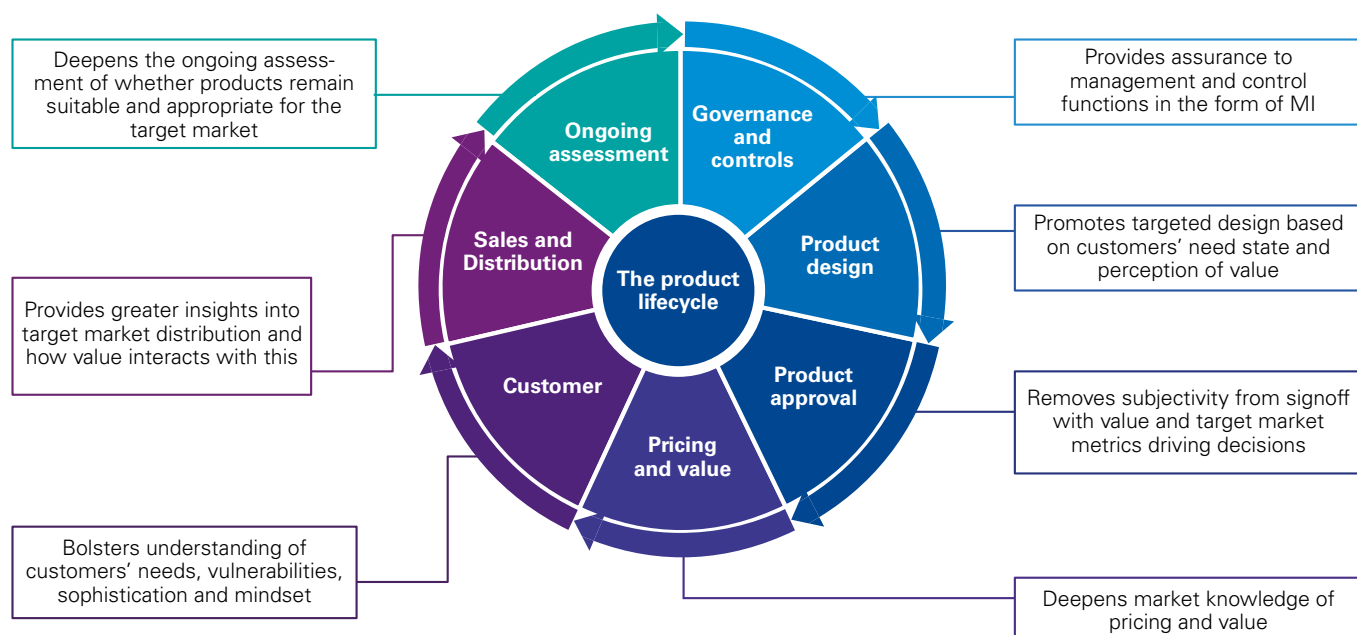 Deepens the ongoing assess-
ment of whether products remain
suitable and appropriate for the
target market
Provides greater insights into
target market distribution and
how value interacts with this
Bolsters understanding of
customers’ needs, vulnerabilities,
sophistication and mindset
Ongoing
assessment
Governance
and
controls
Sales and
Distribution
Product
design
The product
lifecycle
Customer
Product
approval
Pricing
and value
Provides assurance to
management and control
functions in the form of MI
Promotes targeted design based
on customers’ need state and
perception of value
Removes subjectivity from signoff
with value and target market
metrics driving decisions
Deepens market knowledge of
pricing and value